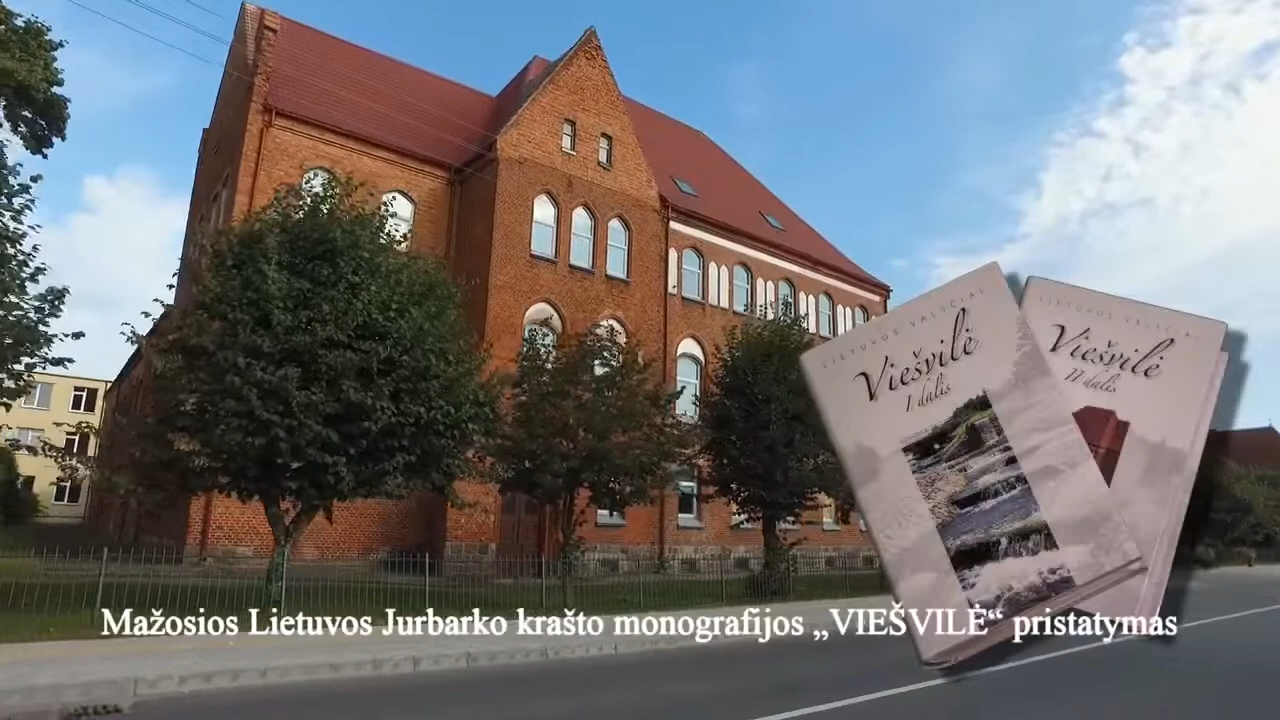 LIETUVOS VALSČIAI
Viešvilė
I dalis
LIETUVOS VALSČIAI
Viešvilė
II dalis
Mažosios Lietuvos Jurbarko krašto monografijos „VIEŠVILĖ“ pristatymas